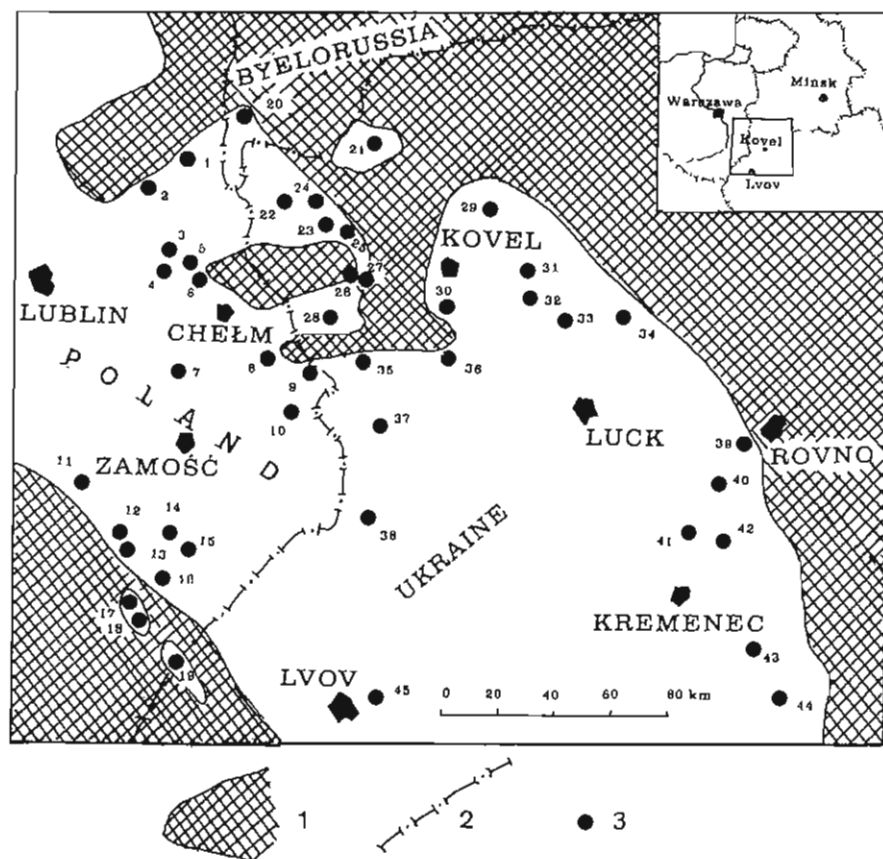 BYELORUSSIA
Minsk
Warszawa
Kovel
Lvov
20
21
1
2
24
22
23
25
29
KOVEL
3
5
4
6
26
27
31
30
32
LUBLIN
CHEŁM
28
33
34
8
35
36
7
9
POLAND
10
37
LUCK
ZAMOŚĆ
39
ROVNO
11
40
12
14
38
41
42
13
15
UKRAINE
16
17
18
KREMENEC
19
43
LVOV
45
0 20 40 80 km
44
1 2 3